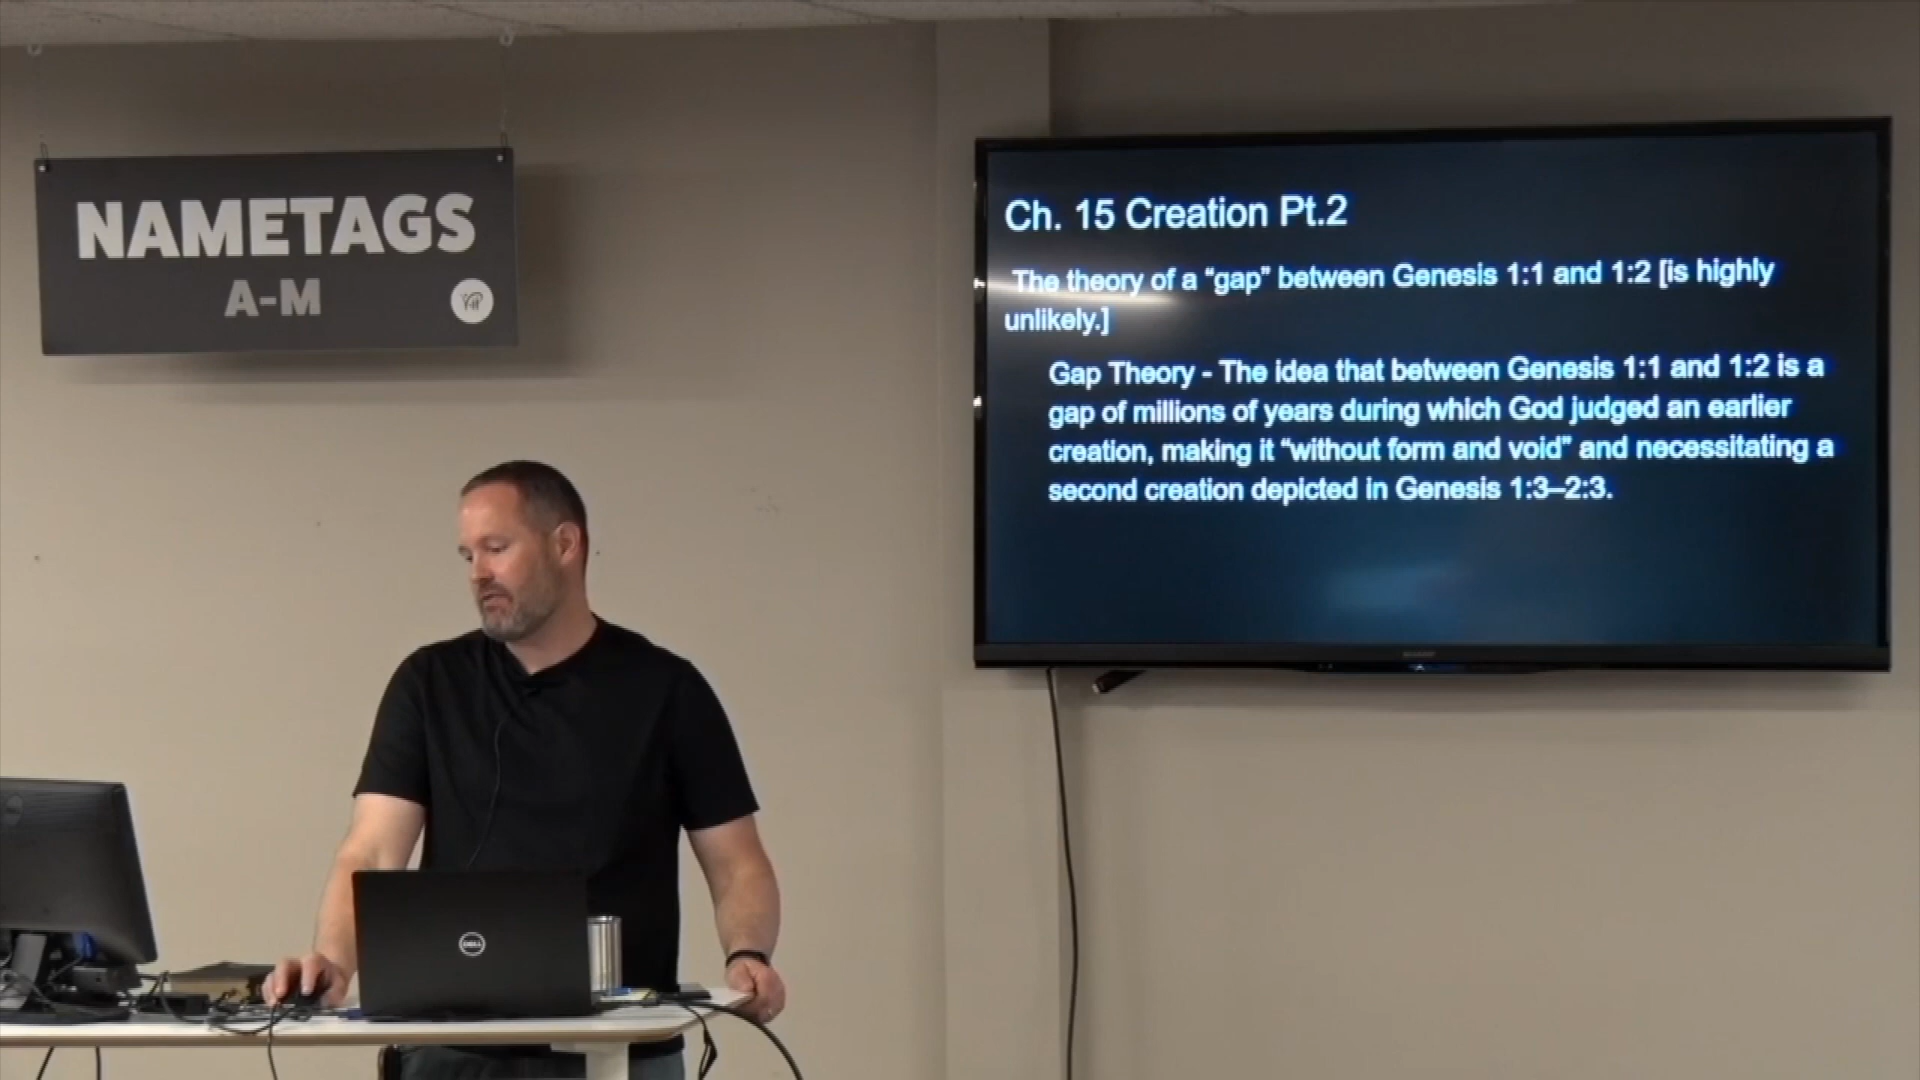 NAMETAGS
A-M
Ch. 15 Creation Pt.2
The theory of a “gap” between Genesis 1:1 and 1:2 [is highly
unlikely.]
Gap Theory - The idea that between Genesis 1:1 and 1:2 is a
gap of millions of years during which God judged an earlier
creation, making it “without form and void” and necessitating a
second creation depicted in Genesis 1:3–2:3.
SHARP
DELL